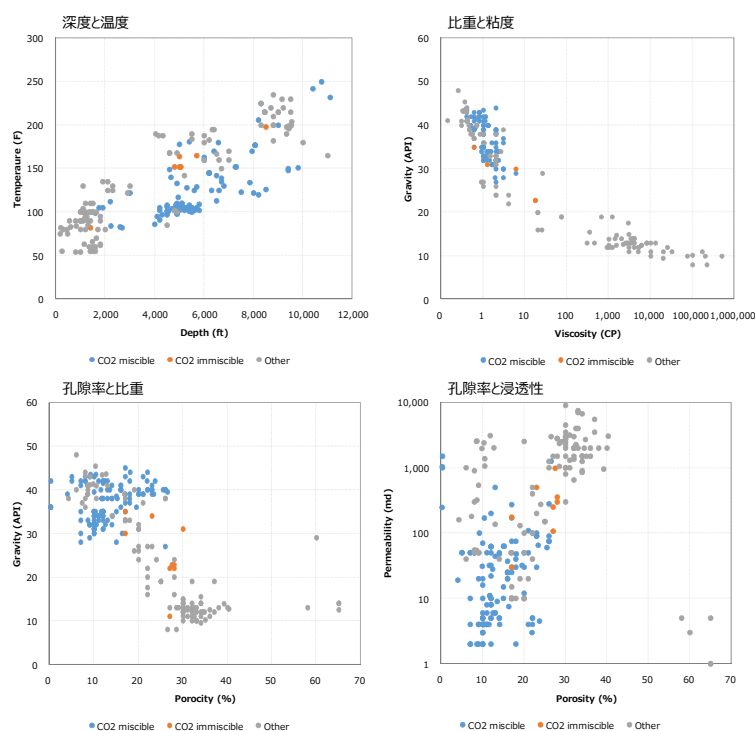 深度と温度
300
250
200
150
100
50
0
Temperaure (F)
0 2,000 4,000 6,000 8,000 10,000 12,000
Depth (ft)
CO2 miscible CO2 immiscible Other
比重と粘度
60
50
40
30
20
10
0
Gravity (API)
0 1 10 100 1,000 10,000 100,000 1,000,000
Viscosity (CP)
CO2 miscible CO2 immiscible Other
孔隙率と比重
60
50
40
30
20
10
0
Gravity (API)
0 10 20 30 40 50 60 70
Porocity (%)
CO2 miscible CO2 immiscible Other
孔隙率と浸透性
10,000
1,000
100
10
1
Permeability (md)
0 10 20 30 40 50 60 70
Porosity (%)
CO2 miscible CO2 immiscible Other